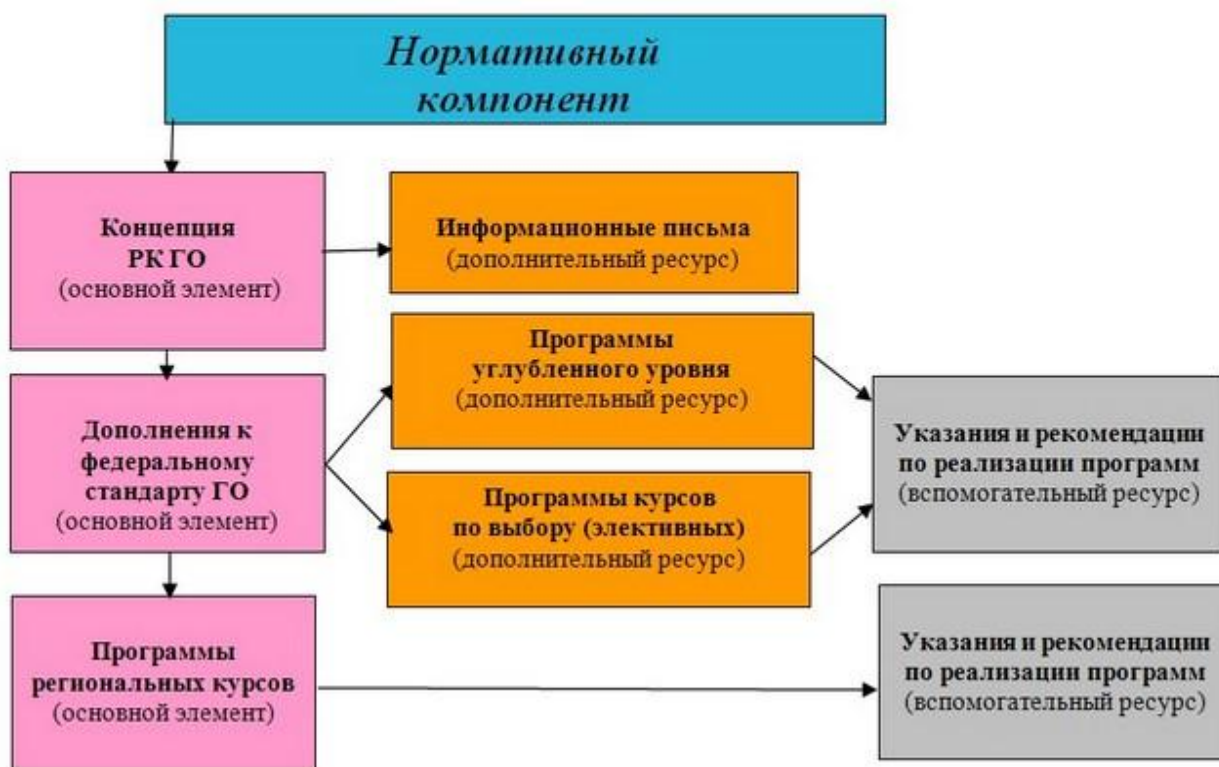 Нормативный
компонент
Концепция
РК ГО
(основной элемент)
Информационные письма
(дополнительный ресурс)
Программы
углубленного уровня
(дополнительный ресурс)
Дополнения к
федеральному
стандарту ГО
(основной элемент)
Указания и рекомендации
по реализации программ
(вспомогательный ресурс)
Программы курсов
по выбору (элективных)
(дополнительный ресурс)
Программы
региональных курсов
(основной элемент)
Указания и рекомендации
по реализации программ
(вспомогательный ресурс)